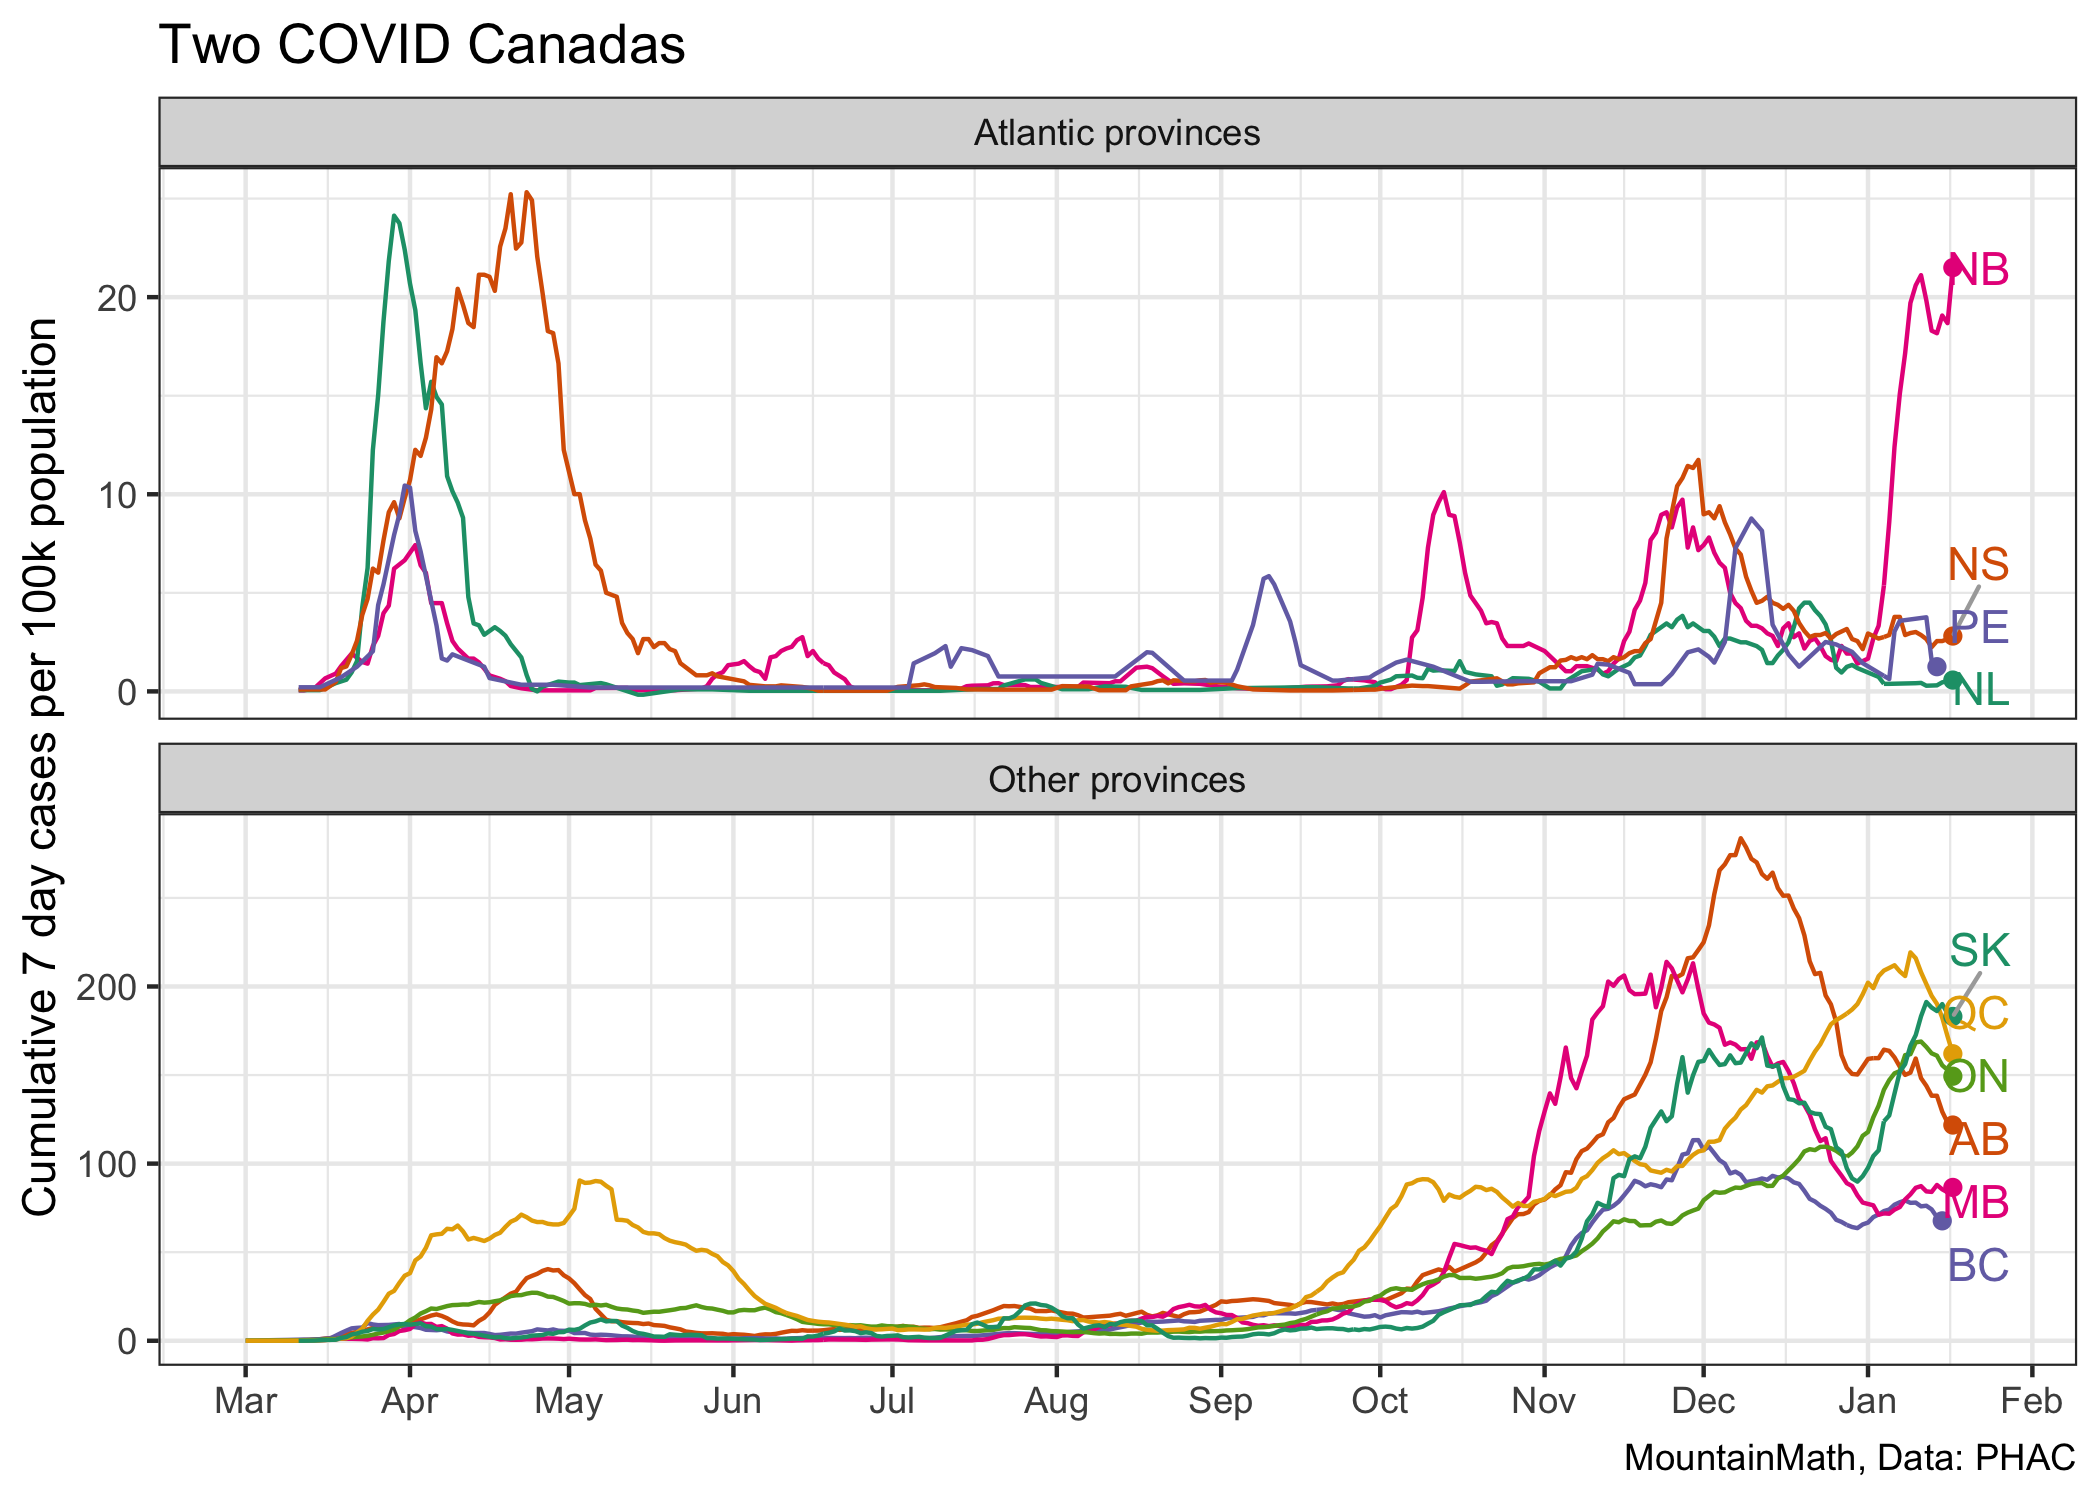 Two COVID Canadas
Atlantic provinces
20
10
0
NB
NS
PE
NL
Cumulative 7 day cases per 100k population
Other provinces
200
100
0
SK
QC
ON
AB
MB
BC
Mar Apr May Jun Jul Aug Sep Oct Nov Dec Jan Feb
MountainMath, Data: PHAC